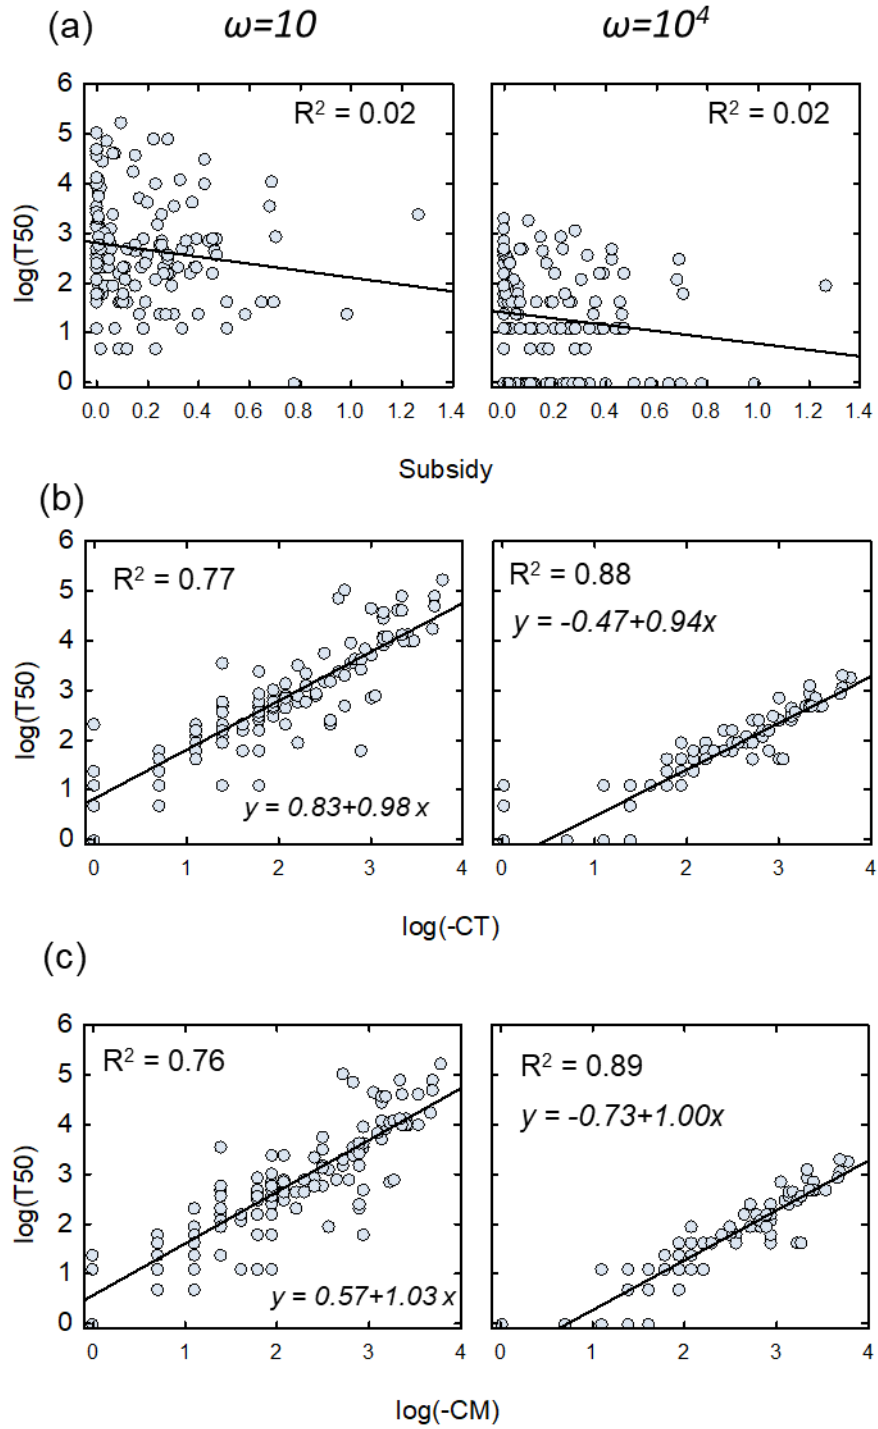 (a)
ω=10
ω=10⁴
R² = 0.02
R² = 0.02
log(T50)
6
5
4
3
2
1
0
0.0 0.2 0.4 0.6 0.8 1.0 1.2 1.4
0.0 0.2 0.4 0.6 0.8 1.0 1.2 1.4
Subsidy
(b)
R² = 0.77
y = 0.83+0.98 x
R² = 0.88
y = -0.47+0.94x
log(T50)
6
5
4
3
2
1
0
0 1 2 3 4
0 1 2 3 4
log(-CT)
(c)
R² = 0.76
y = 0.57+1.03 x
R² = 0.89
y = -0.73+1.00x
log(T50)
6
5
4
3
2
1
0
0 1 2 3 4
0 1 2 3 4
log(-CM)